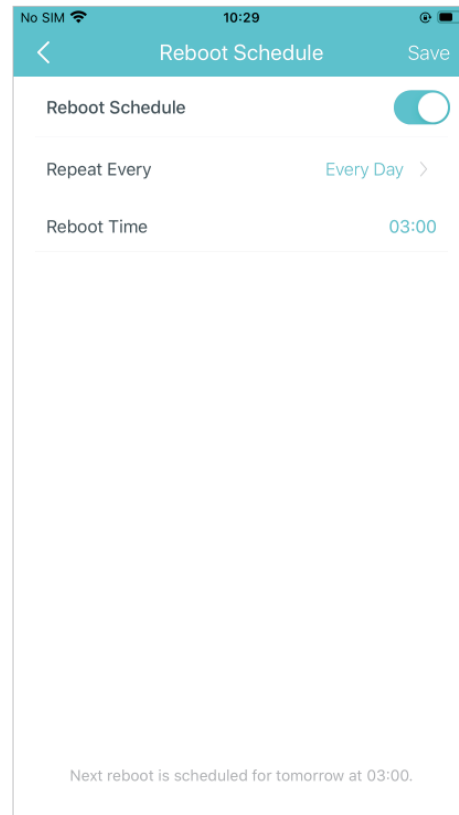 No SIM 10:29
Reboot Schedule Save
Reboot Schedule
Repeat Every Every Day
Reboot Time 03:00
Next reboot is scheduled for tomorrow at 03:00.